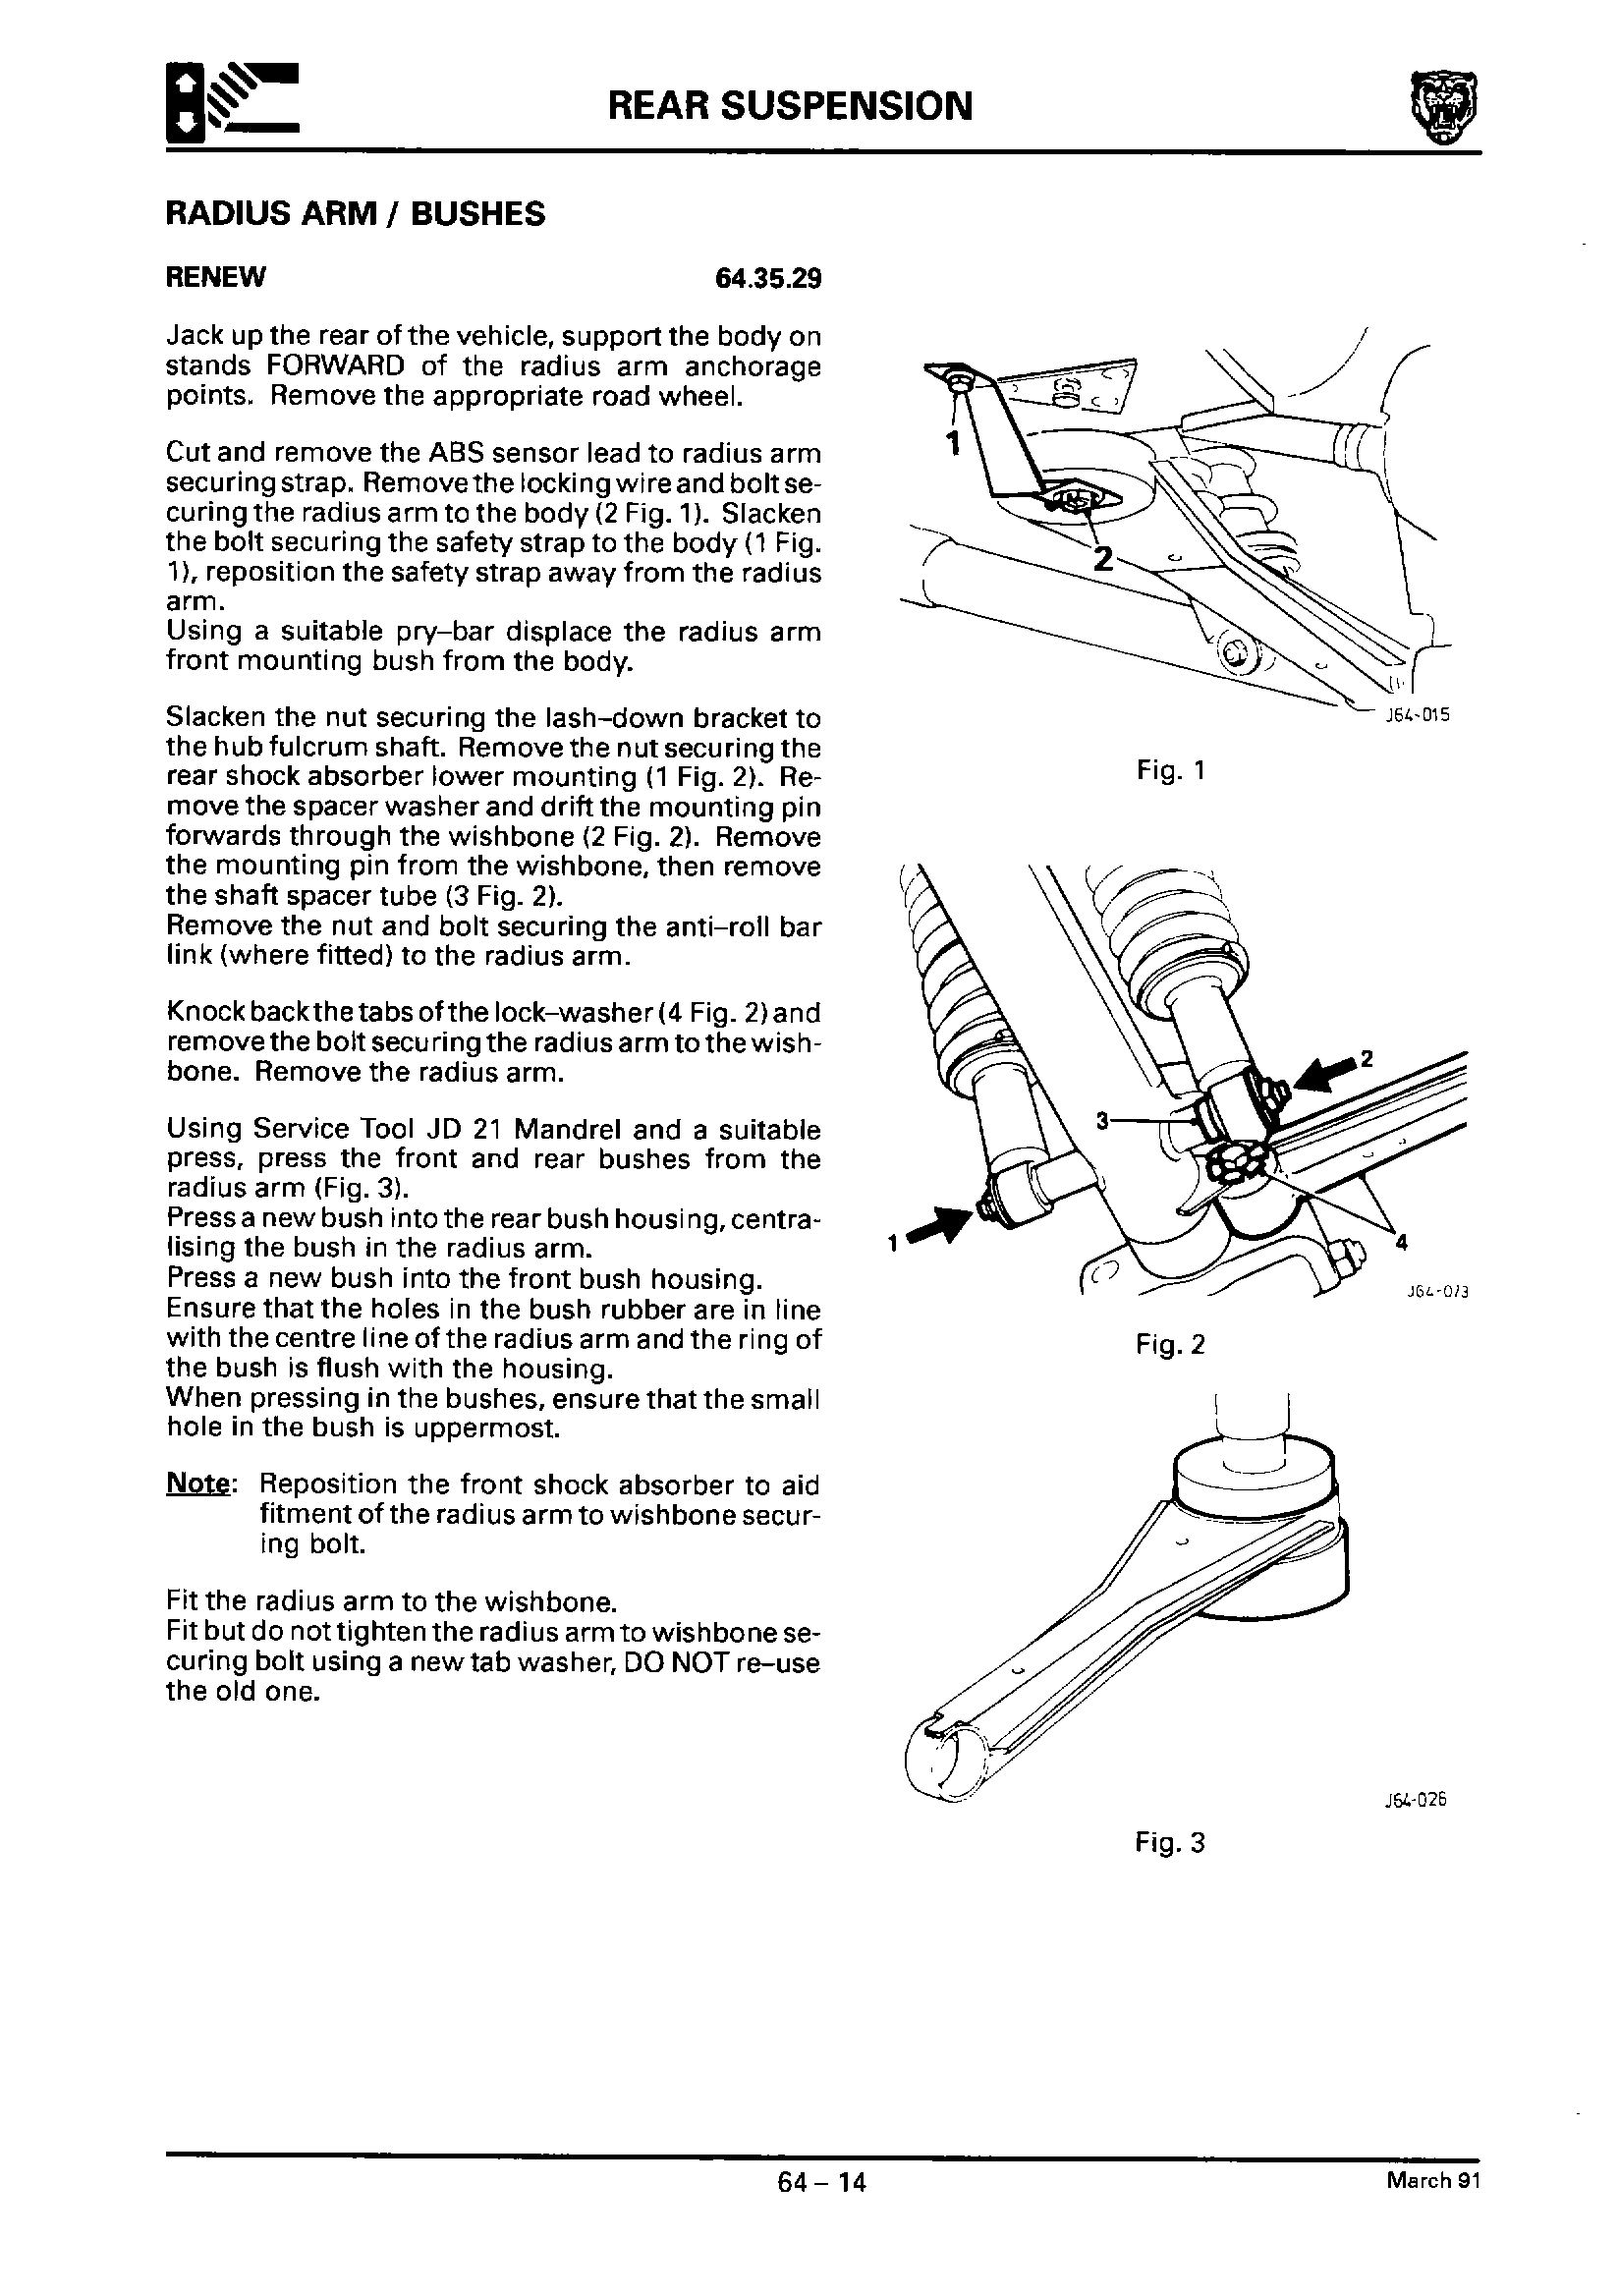 REAR SUSPENSION
RADIUS ARM / BUSHES
RENEW 64.35.29
Jack up the rear of the vehicle, support the body on
stands FORWARD of the radius arm anchorage
points. Remove the appropriate road wheel.
Cut and remove the ABS sensor lead to radius arm
securing strap. Remove the locking wire and bolt se-
curing the radius arm to the body (2 Fig. 1). Slacken
the bolt securing the safety strap to the body (1 Fig.
1), reposition the safety strap away from the radius
arm.
Using a suitable pry–bar displace the radius arm
front mounting bush from the body.
Slacken the nut securing the lash–down bracket to
the hub fulcrum shaft. Remove the nut securing the
rear shock absorber lower mounting (1 Fig. 2). Re-
move the spacer washer and drift the mounting pin
forwards through the wishbone (2 Fig. 2). Remove
the mounting pin from the wishbone, then remove
the shaft spacer tube (3 Fig. 2).
Remove the nut and bolt securing the anti–roll bar
link (where fitted) to the radius arm.
Knock back the tabs of the lock–washer (4 Fig. 2) and
remove the bolt securing the radius arm to the wish-
bone. Remove the radius arm.
Using Service Tool JD 21 Mandrel and a suitable
press, press the front and rear bushes from the
radius arm (Fig. 3).
Press a new bush into the rear bush housing, centra-
lising the bush in the radius arm.
Press a new bush into the front bush housing.
Ensure that the holes in the bush rubber are in line
with the centre line of the radius arm and the ring of
the bush is flush with the housing.
When pressing in the bushes, ensure that the small
hole in the bush is uppermost.
Note: Reposition the front shock absorber to aid
fitment of the radius arm to wishbone secur-
ing bolt.
Fit the radius arm to the wishbone.
Fit but do not tighten the radius arm to wishbone se-
curing bolt using a new tab washer, DO NOT re–use
the old one.
1
2
J64-015
Fig. 1
2
3
1
4
J64-073
Fig. 2
J64-026
Fig. 3
64 – 14
March 91